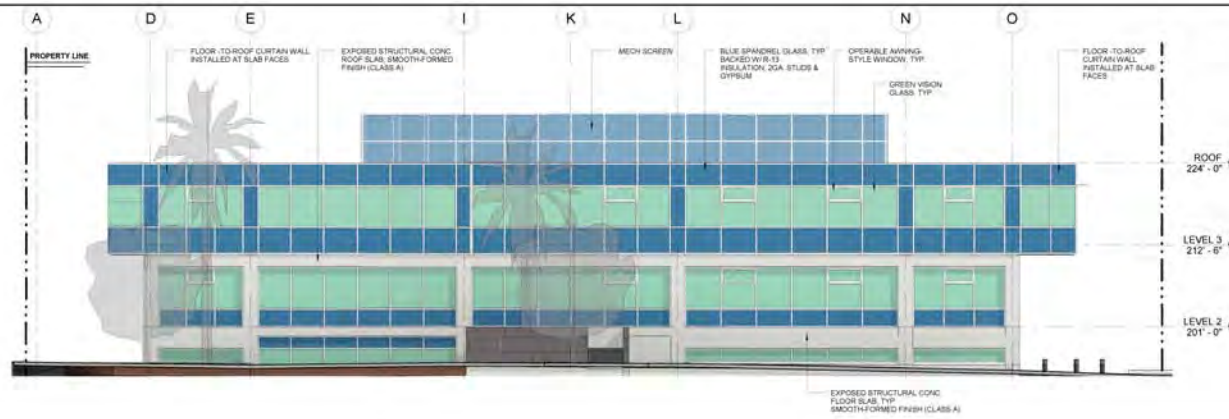 A D E I K L N O
PROPERTY LINE
FLOOR -TO-ROOF CURTAIN WALL
INSTALLED AT SLAB FACES
EXPOSED STRUCTURAL CONC.
ROOF SLAB; SMOOTH-FORMED
FINISH (CLASS A)
MECH SCREEN
BLUE SPANDREL GLASS, TYP.
BACKED W/ R-13
INSULATION, 2GA. STUDS &
GYPSUM
OPERABLE AWNING-
STYLE WINDOW, TYP.
GREEN VISION
GLASS, TYP.
FLOOR -TO-ROOF
CURTAIN WALL
INSTALLED AT SLAB
FACES
ROOF
224' - 0"
LEVEL 3
212' - 6"
LEVEL 2
201' - 0"
EXPOSED STRUCTURAL CONC.
FLOOR SLAB, TYP.
SMOOTH-FORMED FINISH (CLASS A)